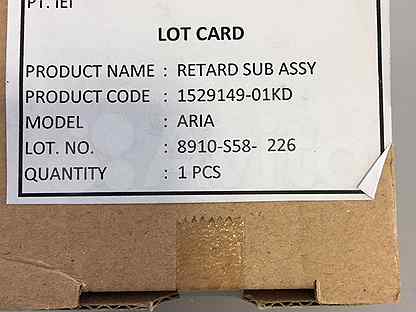 PT. IEI
LOT CARD
PRODUCT NAME : RETARD SUB ASSY
PRODUCT CODE : 1529149-01KD
MODEL : ARIA
LOT. NO. : 8910-S58- 226
QUANTITY : 1 PCS